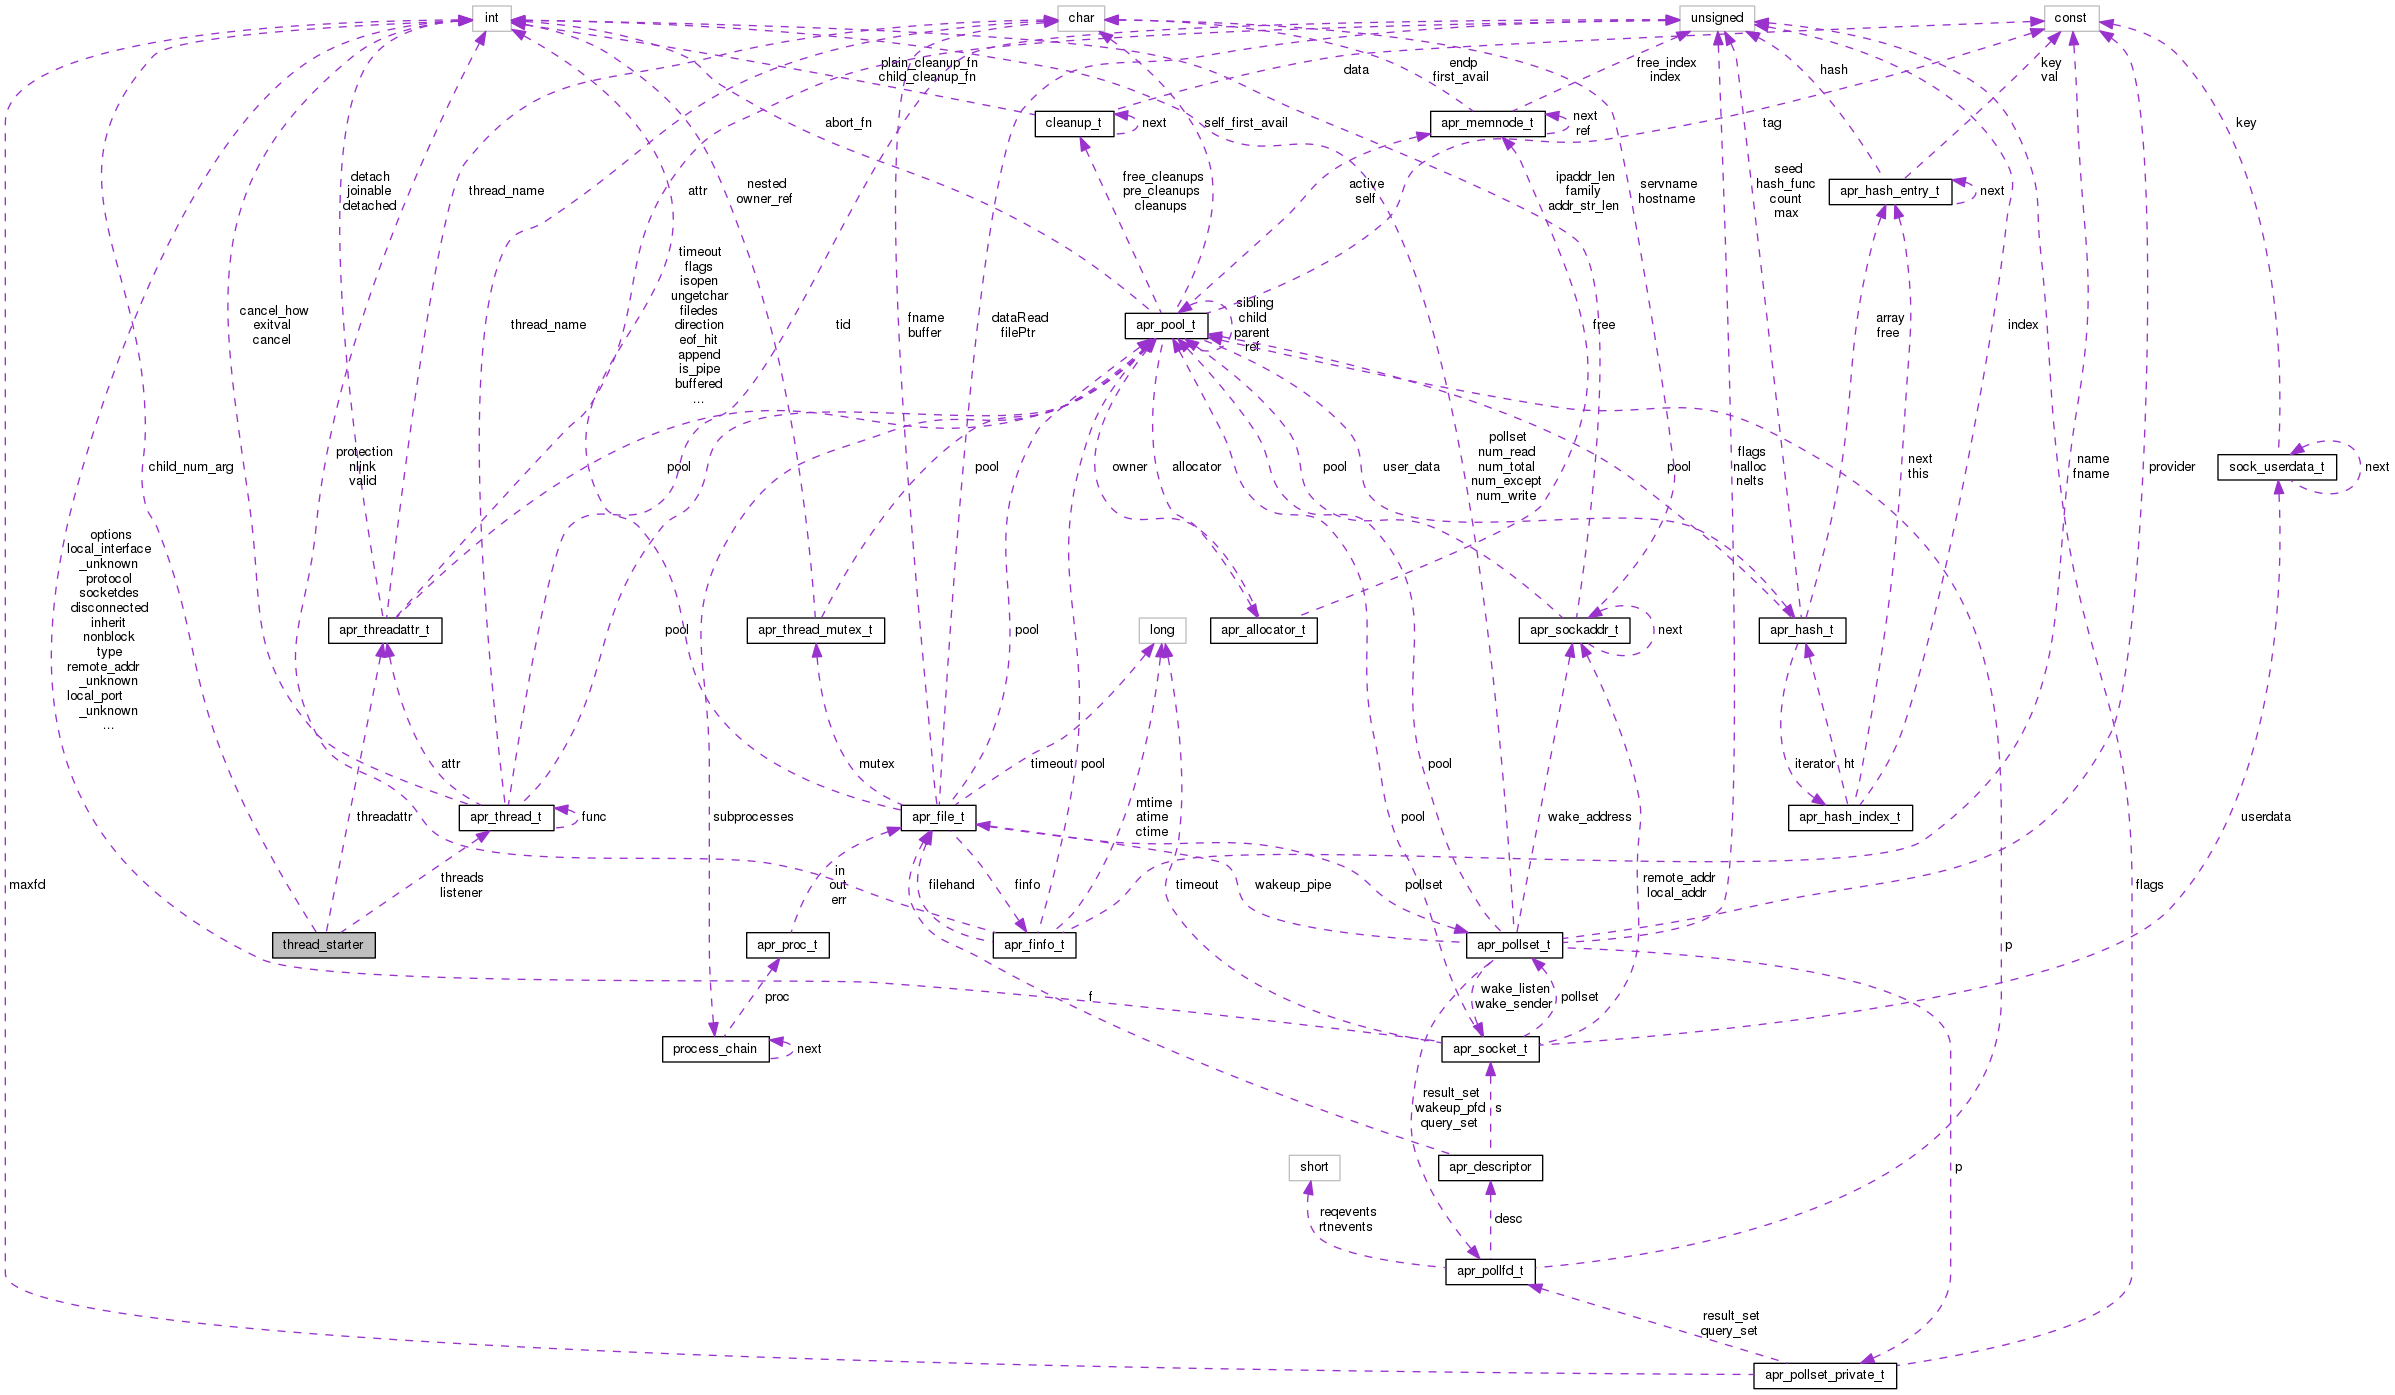 int
char
unsigned
const
plain_cleanup_fn
child_cleanup_fn
data
endp
first_avail
free_index
index
hash
key
val
cleanup_t
next
apr_memnode_t
next
ref
abort_fn
self_first_avail
tag
key
detach
joinable
detached
thread_name
attr
nested
owner_ref
free_cleanups
pre_cleanups
cleanups
active
self
ipaddr_len
family
addr_str_len
servname
hostname
seed
hash_func
count
max
apr_hash_entry_t
next
cancel_how
exitval
cancel
thread_name
timeout
flags
isopen
ungetchar
filedes
direction
eof_hit
append
is_pipe
buffered
...
tid
fname
buffer
dataRead
filePtr
apr_pool_t
sibling
child
parent
ref
free
array
free
index
child_num_arg
protection
nlink
valid
pool
pool
owner
allocator
pool
user_data
pollset
num_read
num_total
num_except
num_write
pool
flags
nalloc
nelts
next
this
name
fname
provider
sock_userdata_t
next
options
local_interface
_unknown
protocol
socketdes
disconnected
inherit
nonblock
type
remote_addr
_unknown
local_port
_unknown
...
apr_threadattr_t
pool
apr_thread_mutex_t
pool
long
apr_allocator_t
apr_sockaddr_t
next
apr_hash_t
attr
mutex
timeout
pool
pool
iterator
ht
threadattr
apr_thread_t
func
subprocesses
apr_file_t
mtime
atime
ctime
pool
wake_address
apr_hash_index_t
userdata
maxfd
threads
listener
in
out
err
filehand
finfo
timeout
wakeup_pipe
pollset
remote_addr
local_addr
flags
thread_starter
apr_proc_t
apr_finfo_t
apr_pollset_t
p
proc
f
wake_listen
wake_sender
pollset
process_chain
next
apr_socket_t
result_set
wakeup_pfd
query_set
s
short
apr_descriptor
p
reqevents
rtnevents
desc
apr_pollfd_t
result_set
query_set
apr_pollset_private_t